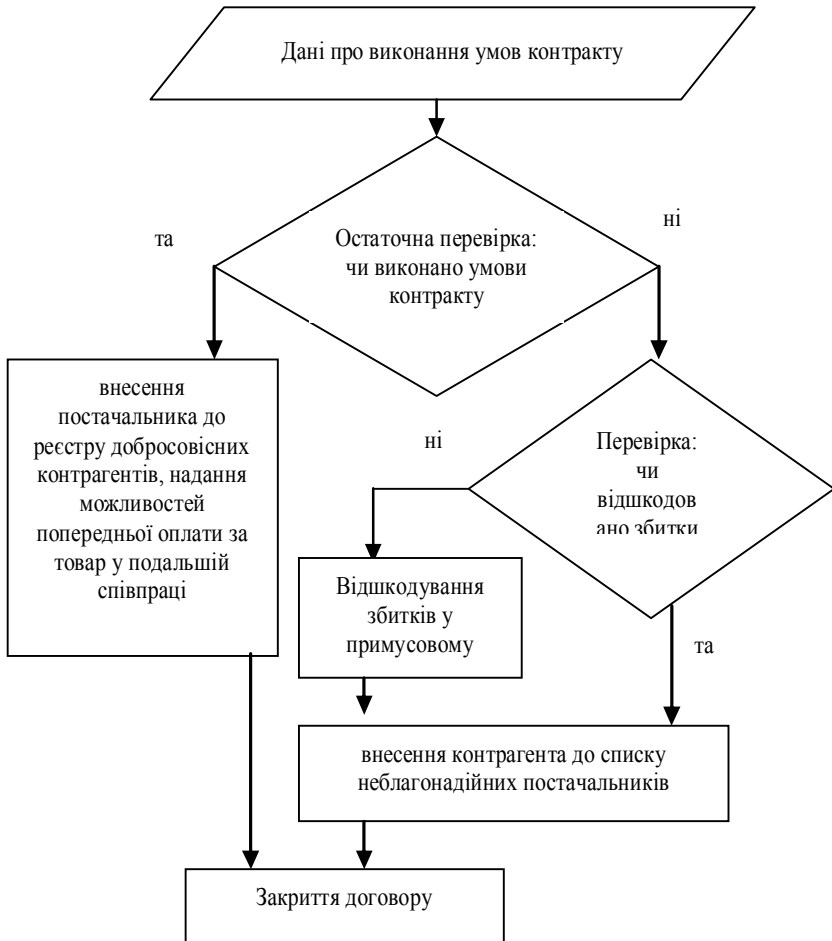 Дані про виконання умов контракту
та
ні
Остаточна перевірка:
чи виконано умови
контракту
внесення
постачальника до
реєстру добросовісних
контрагентів, надання
можливостей
попередньої оплати за
товар у подальшій
співпраці
ні
Перевірка:
чи
відшкодов
ано збитки
Відшкодування
збитків у
примусовому
та
внесення контрагента до списку
неблагонадійних постачальників
Закриття договору